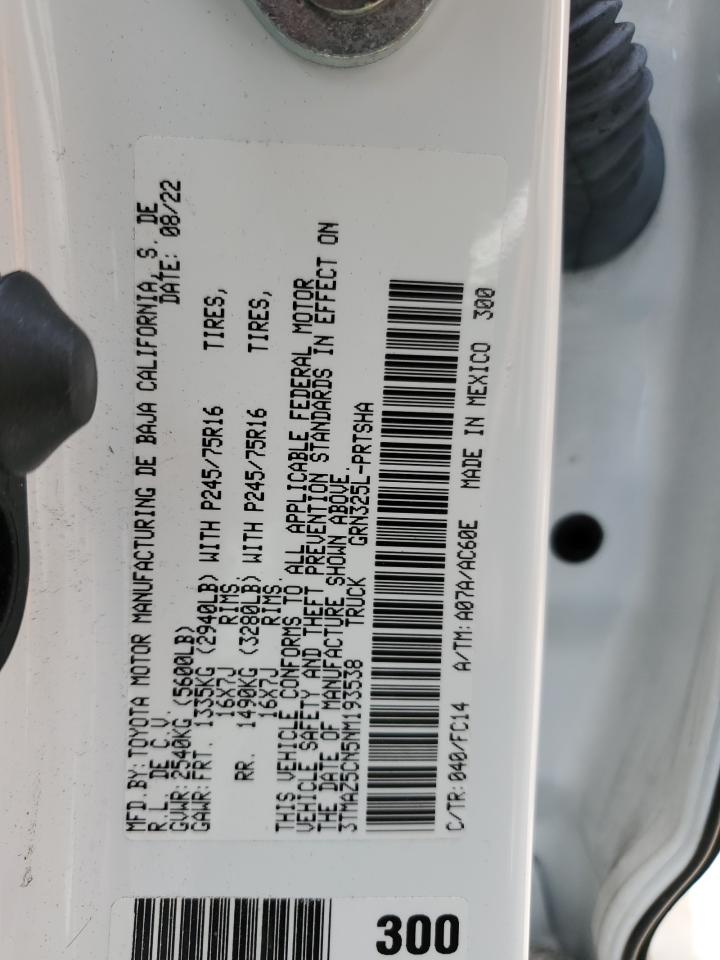 MFD.BY:TOYOTA MOTOR MANUFACTURING DE BAJA CALIFORNIA, S. DE
R.L. DE C.V. DATE: 08/22
GVWR:2540KG (5600LB)
GAWR:FRT. 1335KG (2940LB) WITH P245/75R16 TIRES,
16X7J RIMS
RR. 1490KG (3280LB) WITH P245/75R16 TIRES,
16X7J RIMS.
THIS VEHICLE CONFORMS TO ALL APPLICABLE FEDERAL MOTOR
VEHICLE SAFETY AND THEFT PREVENTION STANDARDS IN EFFECT ON
THE DATE OF MANUFACTURE SHOWN ABOVE.
3TMAZ5CN5NM193538 TRUCK GRN325L-PRTSHA
C/TR:040/FC14 A/TM:A07A/AC60E MADE IN MEXICO 300
300